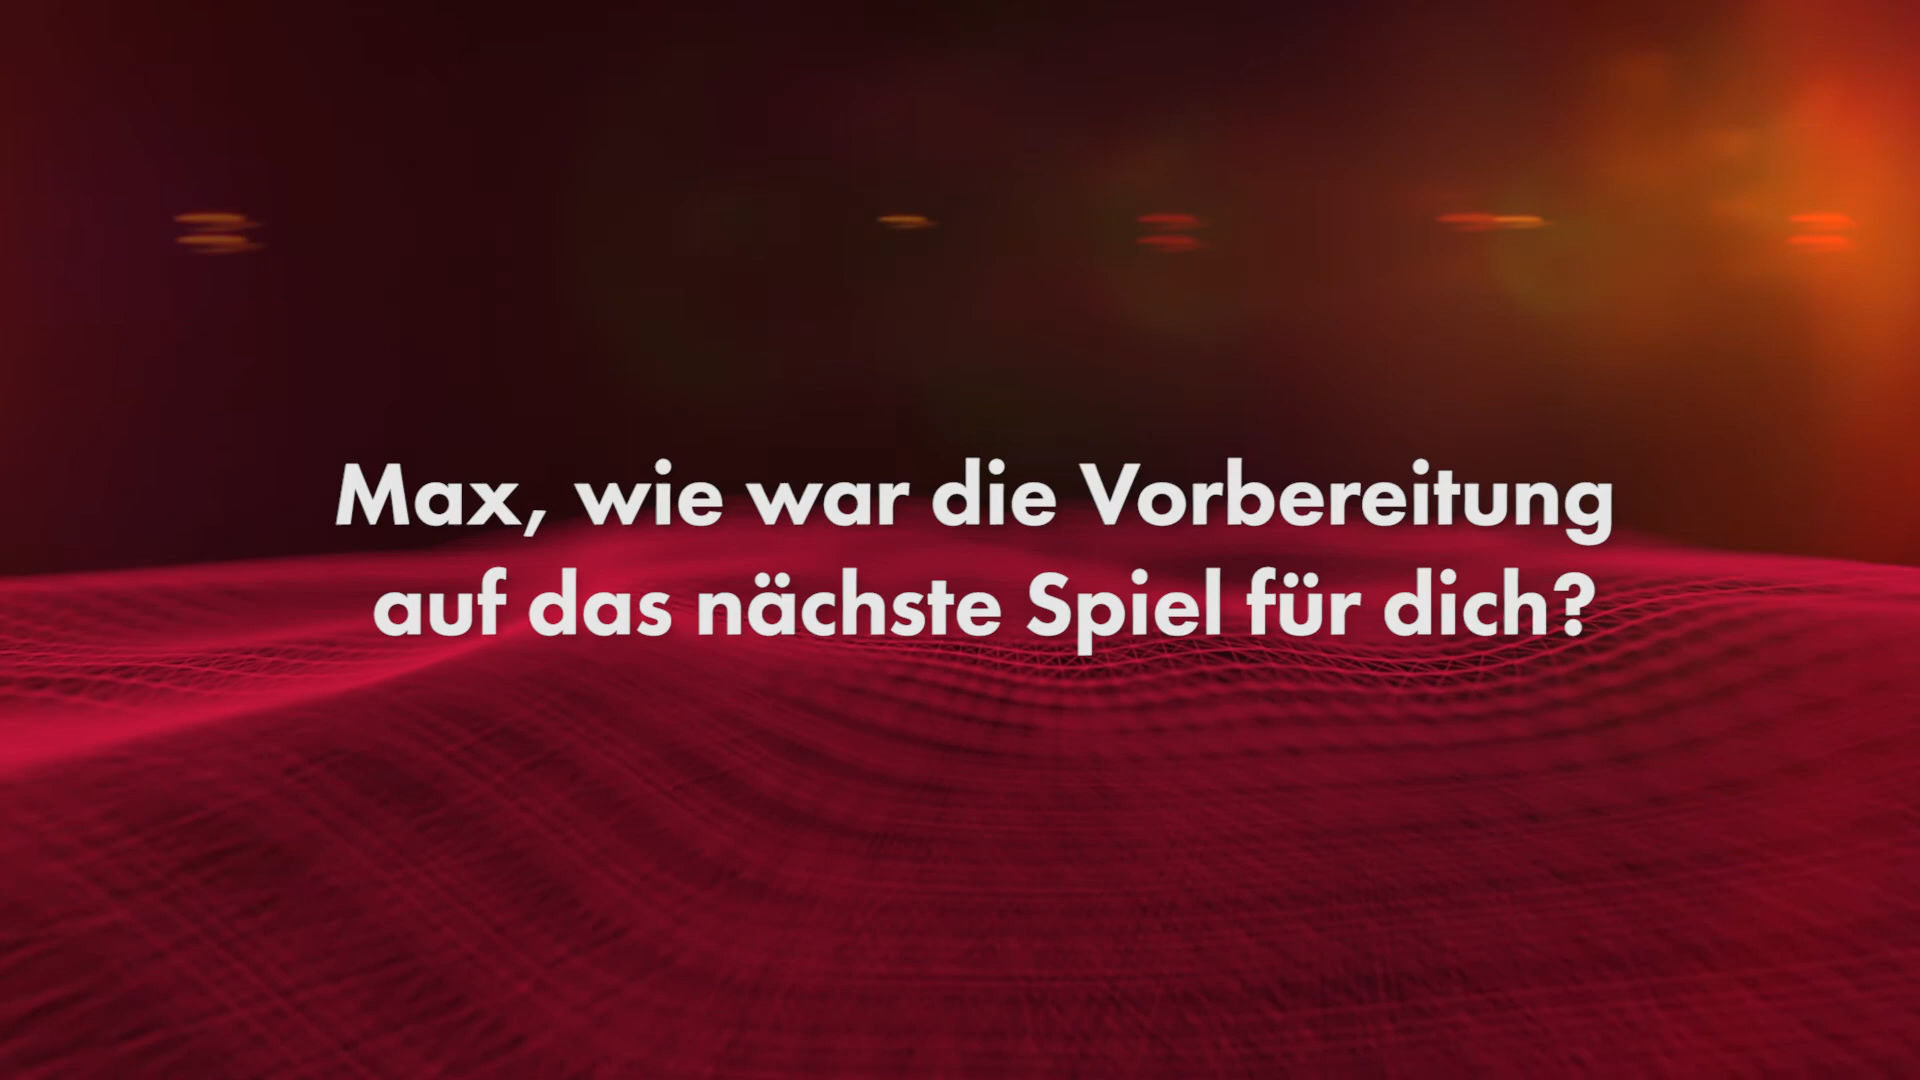 Max, wie war die Vorbereitung
auf das nächste Spiel für dich?